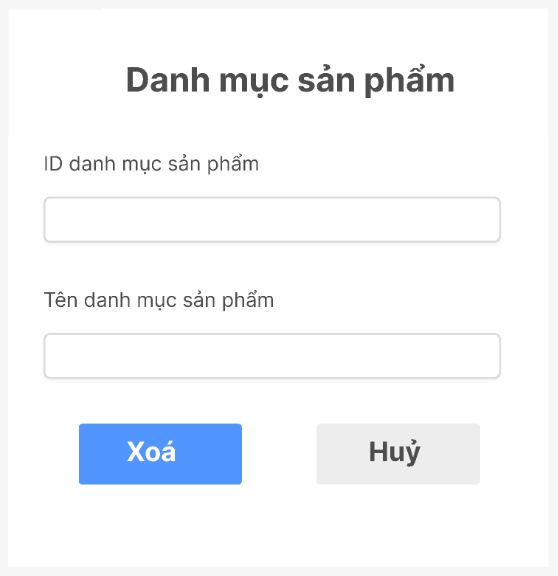 Danh mục sản phẩm
ID danh mục sản phẩm
Tên danh mục sản phẩm
Xoá
Huỷ